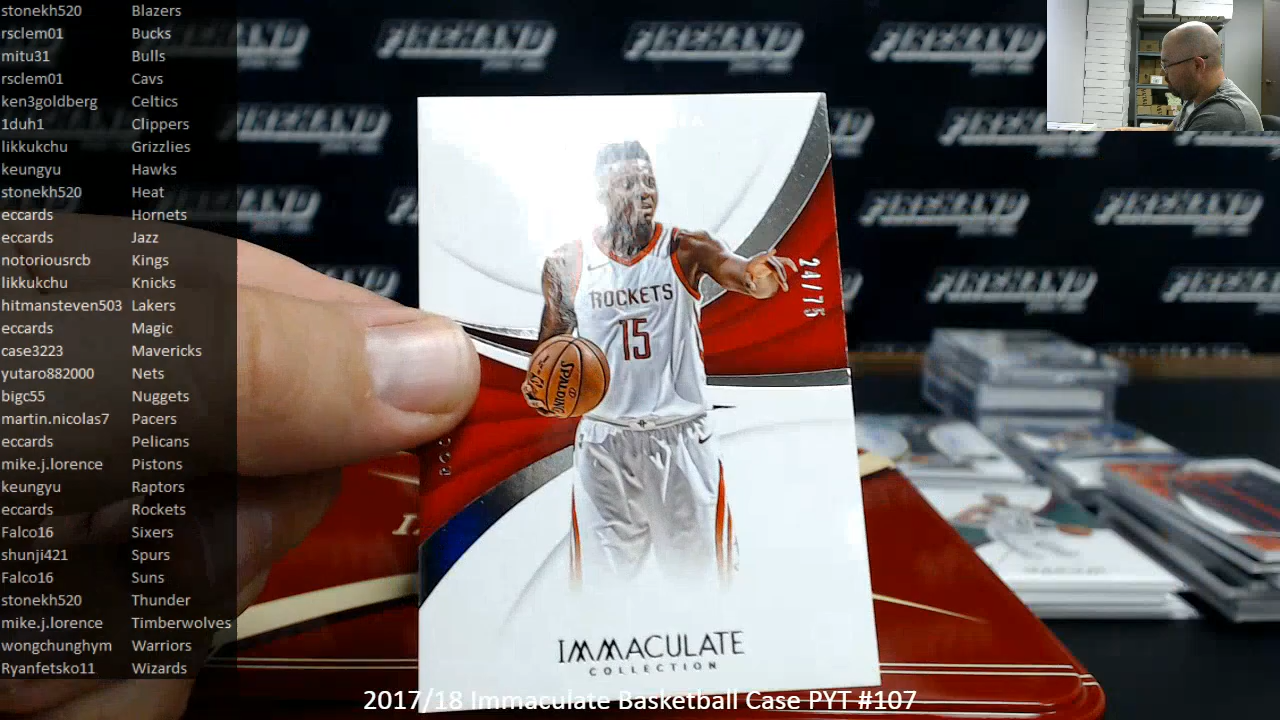 stonekh520 Blazers
rsclem01 Bucks
mitu31 Bulls
rsclem01 Cavs
ken3goldberg Celtics
1duh1 Clippers
likkukchu Grizzlies
keungyu Hawks
stonekh520 Heat
eccards Hornets
eccards Jazz
notoriousrcb Kings
likkukchu Knicks
hitmansteven503 Lakers
eccards Magic
case3223 Mavericks
yutaro882000 Nets
bigc55 Nuggets
martin.nicolas7 Pacers
eccards Pelicans
mike.j.lorence Pistons
keungyu Raptors
eccards Rockets
Falco16 Sixers
shunji421 Spurs
Falco16 Suns
stonekh520 Thunder
mike.j.lorence Timberwolves
wongchunghym Warriors
Ryanfetsko11 Wizards
FIREHAND
24/75
ROCKETS
15
SPALDING
IMMACULATE
COLLECTION
2017/18 Immaculate Basketball Case PYT #107